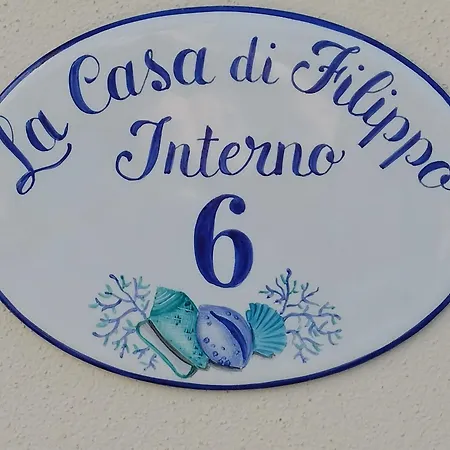 La Casa di Filippo
Interno
6